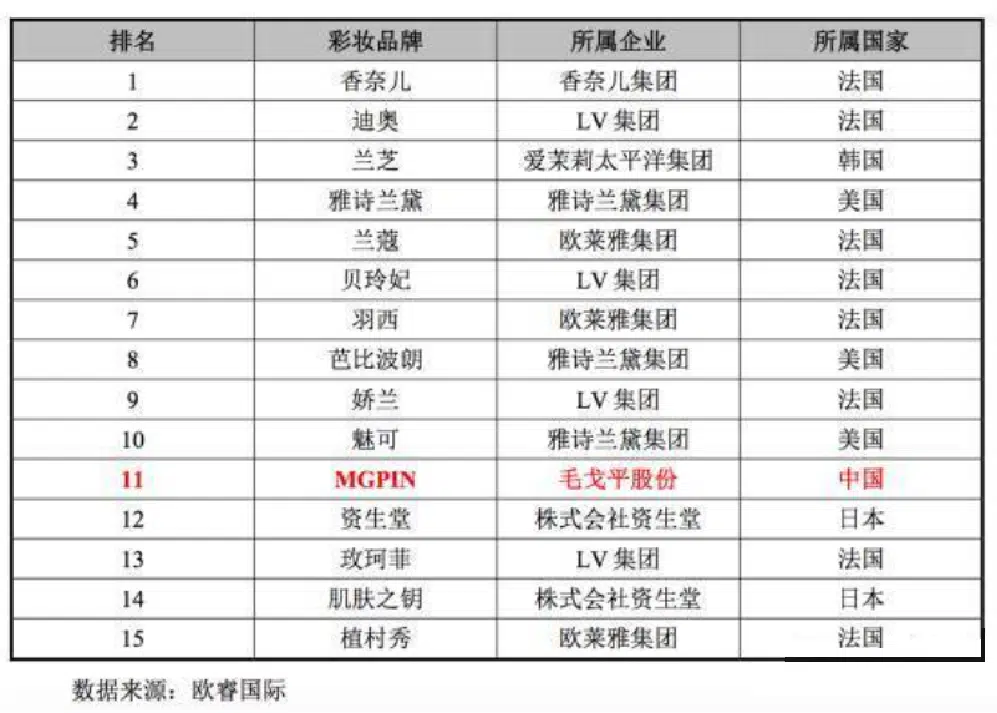 排名 彩妆品牌 所属企业 所属国家
1 香奈儿 香奈儿集团 法国
2 迪奥 LV 集团 法国
3 兰芝 爱茉莉太平洋集团 韩国
4 雅诗兰黛 雅诗兰黛集团 美国
5 兰蔻 欧莱雅集团 法国
6 贝玲妃 LV 集团 法国
7 羽西 欧莱雅集团 法国
8 芭比波朗 雅诗兰黛集团 美国
9 娇兰 LV 集团 法国
10 魅可 雅诗兰黛集团 美国
11 MGPIN 毛戈平股份 中国
12 资生堂 株式会社资生堂 日本
13 玫珂菲 LV 集团 法国
14 肌肤之钥 株式会社资生堂 日本
15 植村秀 欧莱雅集团 法国
数据来源：欧睿国际